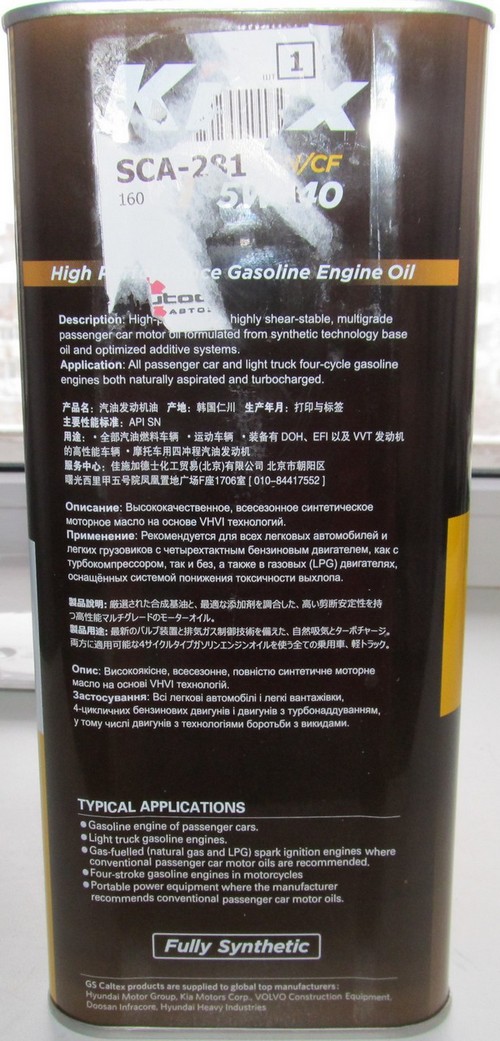 1
K x
SCA-281
/CF
160
5W 40
High Gasoline Engine Oil
АВТО
Description: highly shear-stable, multigrade
passenger car motor oil formulated from synthetic technology base
oil and optimized additive systems.
Application: All passenger car and light truck four-cycle gasoline
engines both naturally aspirated and turbocharged.
产品名: 汽油发动机油 产地: 韩国仁川 生产年月: 打印与标签
主要性能标准: API SN
用途: ・全部汽油燃料车辆 ・运动车辆 ・装备有 DOH、EFI 以及 VVT 发动机
的高性能车辆 ・摩托车用四冲程汽油发动机
服务中心: 佳施加德士化工贸易(北京)有限公司 北京市朝阳区
曙光西里甲五号院凤凰置地广场F座1706室 [ 010-84417552 ]
Описание: Высококачественное, всесезонное синтетическое
моторное масло на основе VHVI технологий.
Применение: Рекомендуется для всех легковых автомобилей и
легких грузовиков с четырехтактным бензиновым двигателем, как с
турбокомпрессором, так и без, а также в газовых (LPG) двигателях,
оснащённых системой понижения токсичности выхлопа.
製品説明: 厳選された合成基油と、最適な添加剤を調合した、高い剪断安定性を持
つ高性能マルチグレードのモーターオイル。
製品用途: 最新のバルブ装置と排気ガス制御技術を備えた、自然吸気とターボチャージ。
両方に適用可能な4サイクルタイプガソリンエンジンオイルを使う全ての乗用車、軽トラック。
Опис: Високоякісне, всесезонне, повністю синтетичне моторне
масло на основі VHVI технологій.
Застосування: Всі легкові автомобілі і легкі вантажівки,
4-цикличних бензинових двигунів і двигунів з турбонаддуванням,
у тому числі двигунів з технологіями боротьби з викидами.
TYPICAL APPLICATIONS
● Gasoline engine of passenger cars.
● Light truck gasoline engines.
● Gas-fuelled (natural gas and LPG) spark ignition engines where
conventional passenger car motor oils are recommended.
● Four-stroke gasoline engines in motorcycles
● Portable power equipment where the manufacturer
recommends conventional passenger car motor oils.
Fully Synthetic
GS Caltex products are supplied to global top manufacturers:
Hyundai Motor Group, Kia Motors Corp., VOLVO Construction Equipment,
Doosan Infracore, Hyundai Heavy Industries